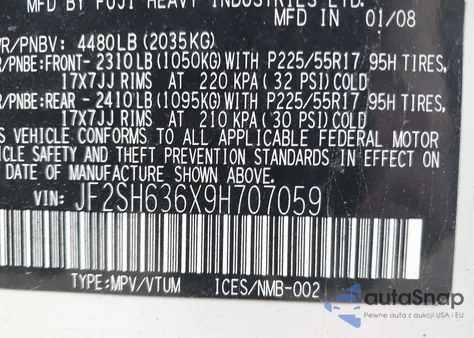 MFD BY FUJI HEAVY INDUSTRIES LTD.
MFD IN 01/08
R/PNBV: 4480LB(2035KG)
R/PNBE:FRONT- 2310LB(1050KG)WITH P225/55R17 95H TIRES,
17X7JJ RIMS AT 220 KPA(32 PSI)COLD
R/PNBE:REAR - 2410LB(1095KG)WITH P225/55R17 95H TIRES,
17X7JJ RIMS AT 210 KPA(30 PSI)COLD
S VEHICLE CONFORMS TO ALL APPLICABLE FEDERAL MOTOR
ICLE SAFETY AND THEFT PREVENTION STANDARDS IN EFFECT
DATE OF MANUFACTURE SHOWN ABOVE.
VIN: JF2SH636X9H707059
TYPE:MPV/VTUM ICES/NMB-002
autoSnap
Pewne auta z aukcji USA i EU